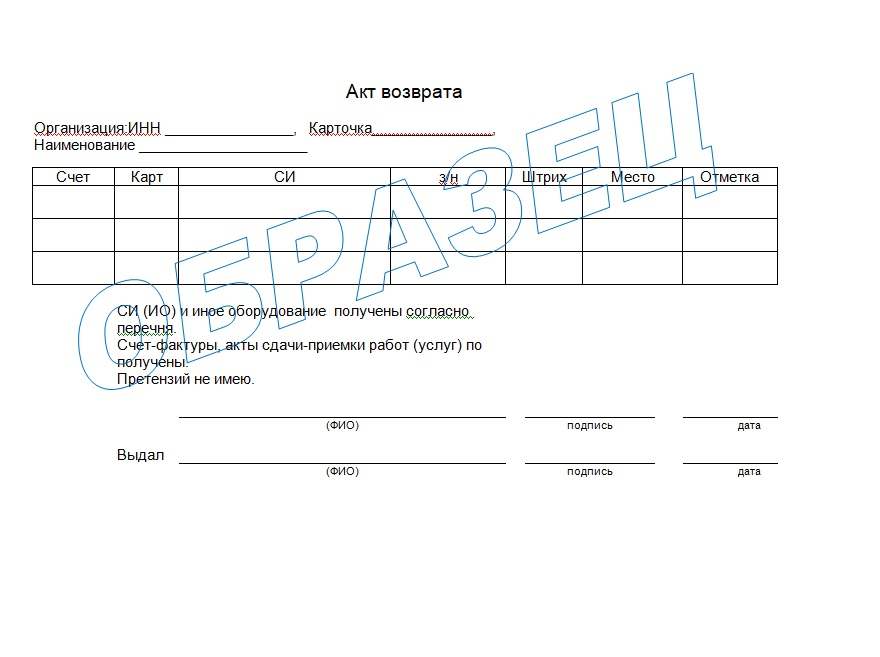 Акт возврата
Организация:ИНН ________________, Карточка_______________,
Наименование ____________________
Счет Карт СИ з/н Штрих Место Отметка
СИ (ИО) и иное оборудование получены согласно
перечня.
Счет-фактуры, акты сдачи-приемки работ (услуг) по
получены.
Претензий не имею.
(ФИО) подпись дата
Выдал
(ФИО) подпись дата
ОБРАЗЕЦ